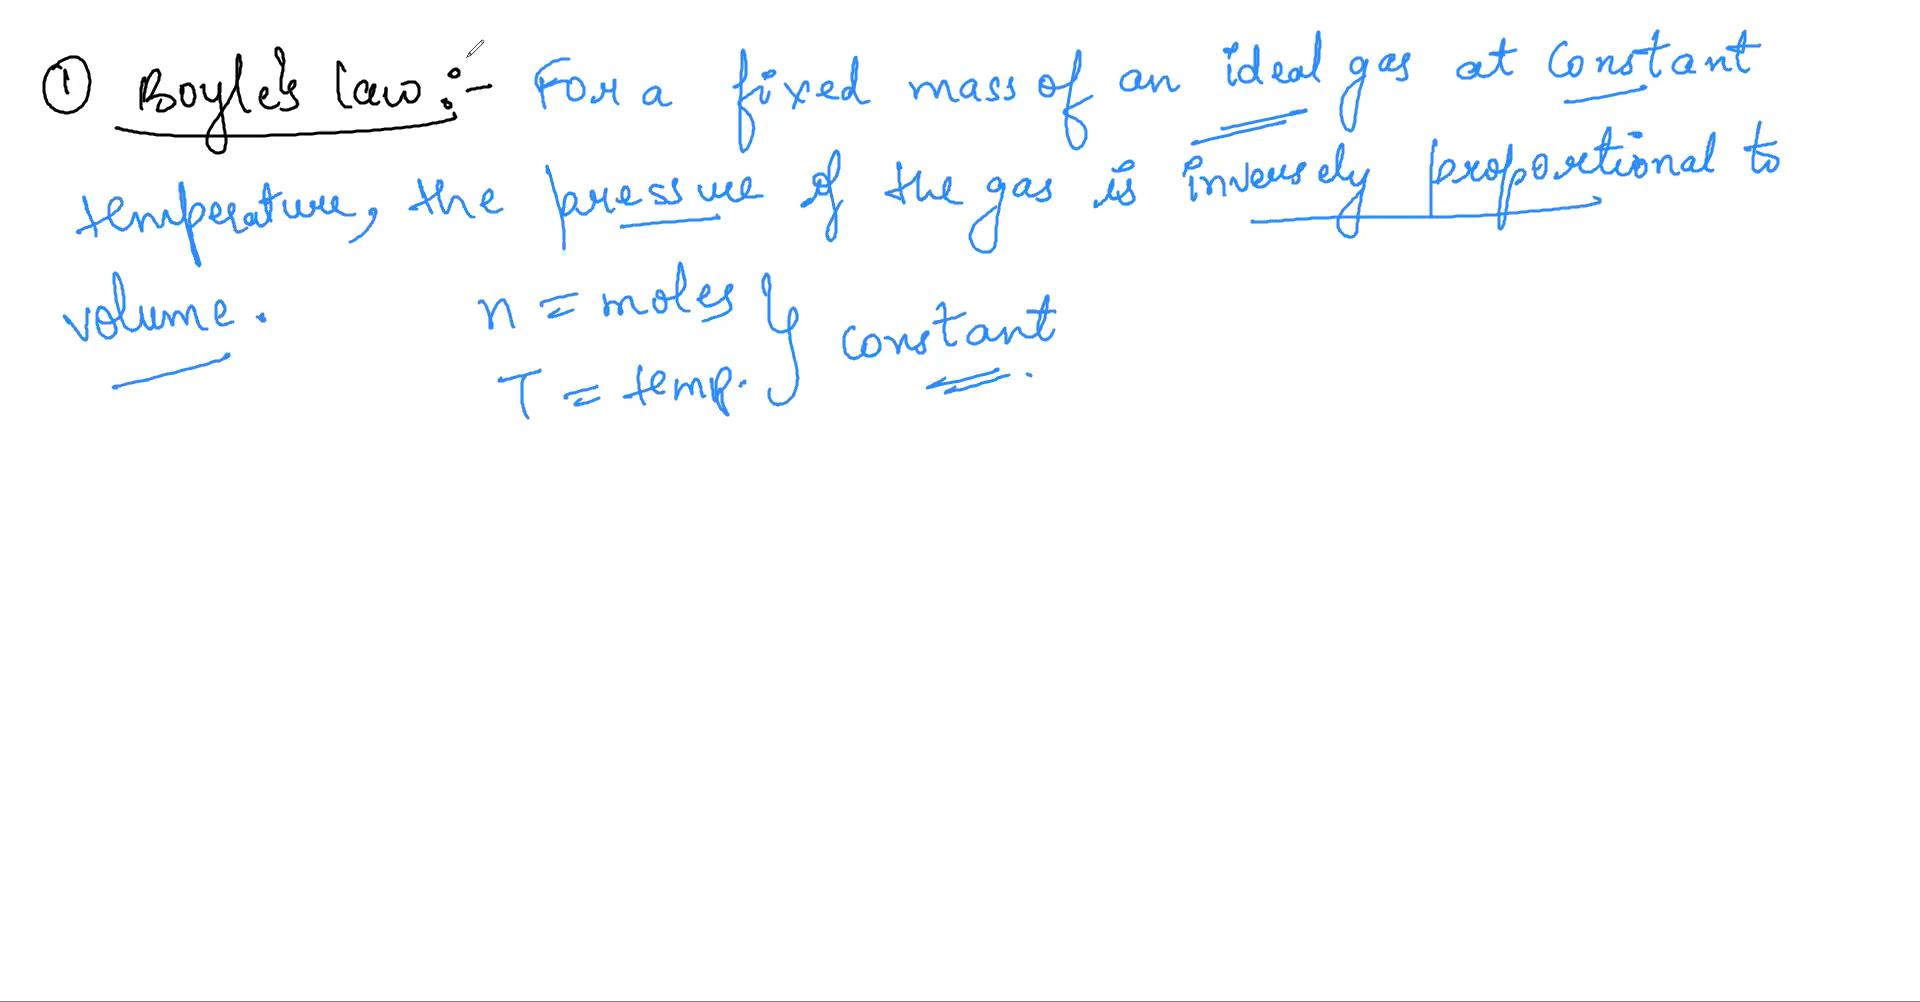 ① Boyle's law :- For a fixed mass of an ideal gas at constant
temperature, the pressure of the gas is inversely proportional to
volume.
n = moles } constant
T = temp.